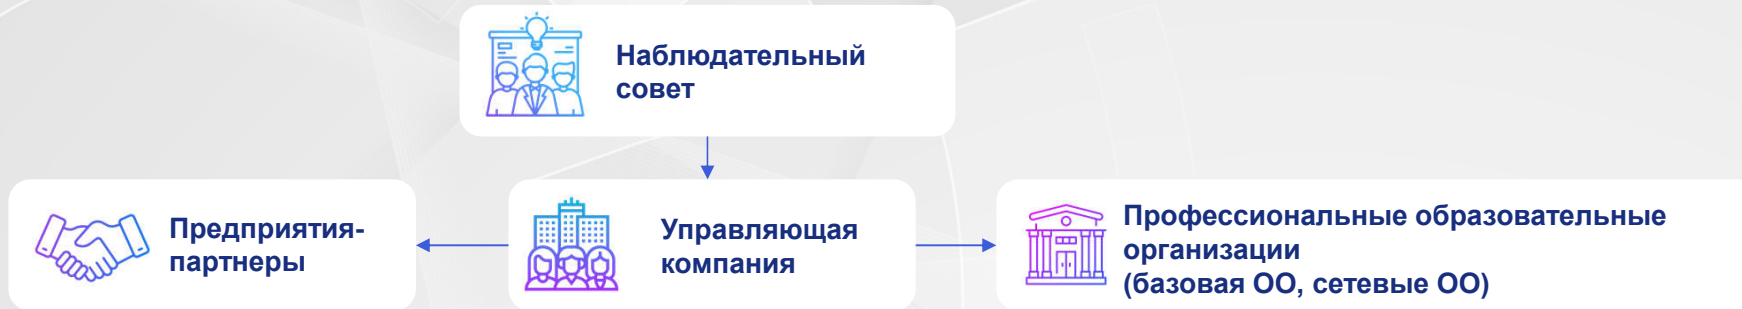 Наблюдательный
совет
Предприятия-
партнеры
Управляющая
компания
Профессиональные образовательные
организации
(базовая ОО, сетевые ОО)